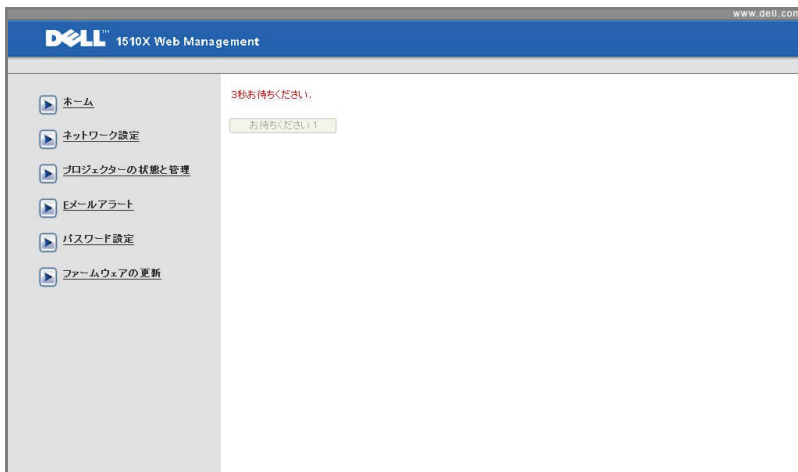 www.dell.com
DELL™ 1510X Web Management
ホーム
ネットワーク設定
プロジェクターの状態と管理
Eメールアラート
パスワード設定
ファームウェアの更新
3秒お待ちください.
お待ちください!